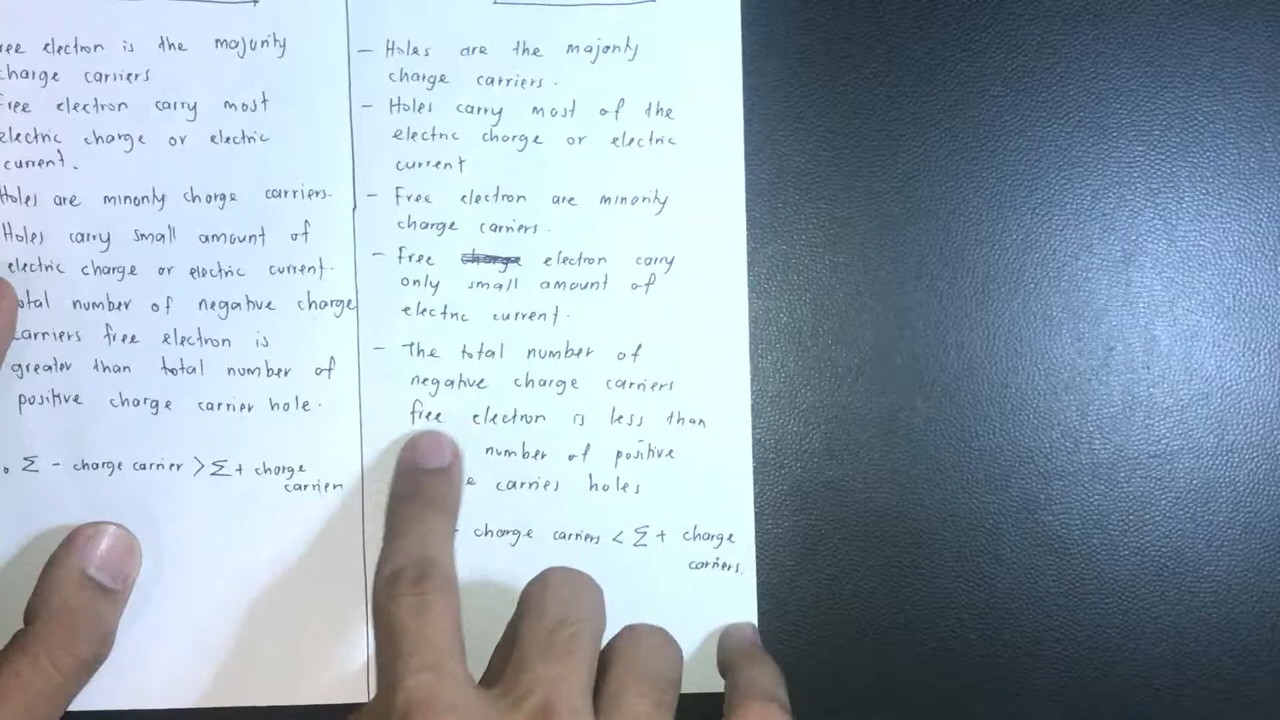 ree electron is the majority
charge carriers
Free electron carry most
electric charge or electric
current.
Holes are minority charge carriers.
Holes carry small amount of
electric charge or electric current.
otal number of negative charge
carriers free electron is
greater than total number of
positive charge carrier hole.
Σ - charge carrier > Σ + charge
carrier
- Holes are the majority
charge carriers.
- Holes carry most of the
electric charge or electric
current
- Free electron are minority
charge carriers.
- Free electron carry
only small amount of
electric current.
- The total number of
negative charge carriers
free electron is less than
number of positive
e carries holes
- charge carriers < Σ + charge
carriers.